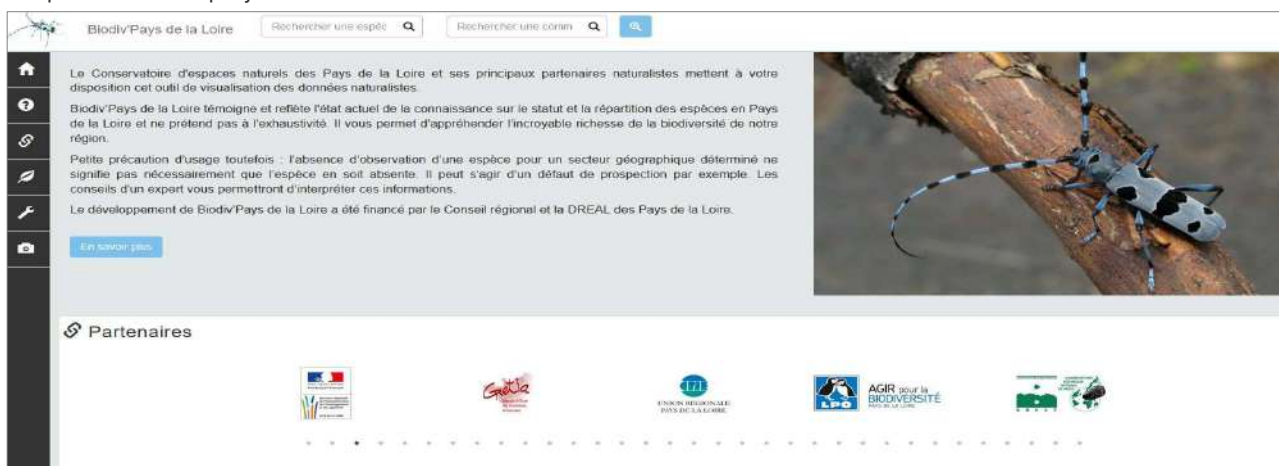 Biodiv'Pays de la Loire
Rechercher une espèc
Rechercher une comm
Le Conservatoire d'espaces naturels des Pays de la Loire et ses principaux partenaires naturalistes mettent à votre
disposition cet outil de visualisation des données naturalistes.
Biodiv'Pays de la Loire témoigne et reflète l'état actuel de la connaissance sur le statut et la répartition des espèces en Pays
de la Loire et ne prétend pas à l'exhaustivité. Il vous permet d'appréhender l'incroyable richesse de la biodiversité de notre
région.
Petite précaution d'usage toutefois : l'absence d'observation d'une espèce pour un secteur géographique déterminé ne
signifie pas nécessairement que l'espèce en soit absente. Il peut s'agir d'un défaut de prospection par exemple. Les
conseils d'un expert vous permettront d'interpréter ces informations.
Le développement de Biodiv'Pays de la Loire a été financé par le Conseil régional et la DREAL des Pays de la Loire.
En savoir plus
Partenaires
UNION REGIONALE
PAYS DE LA LOIRE
LPO
AGIR pour la
BIODIVERSITÉ
PAYS DE LA LOIRE